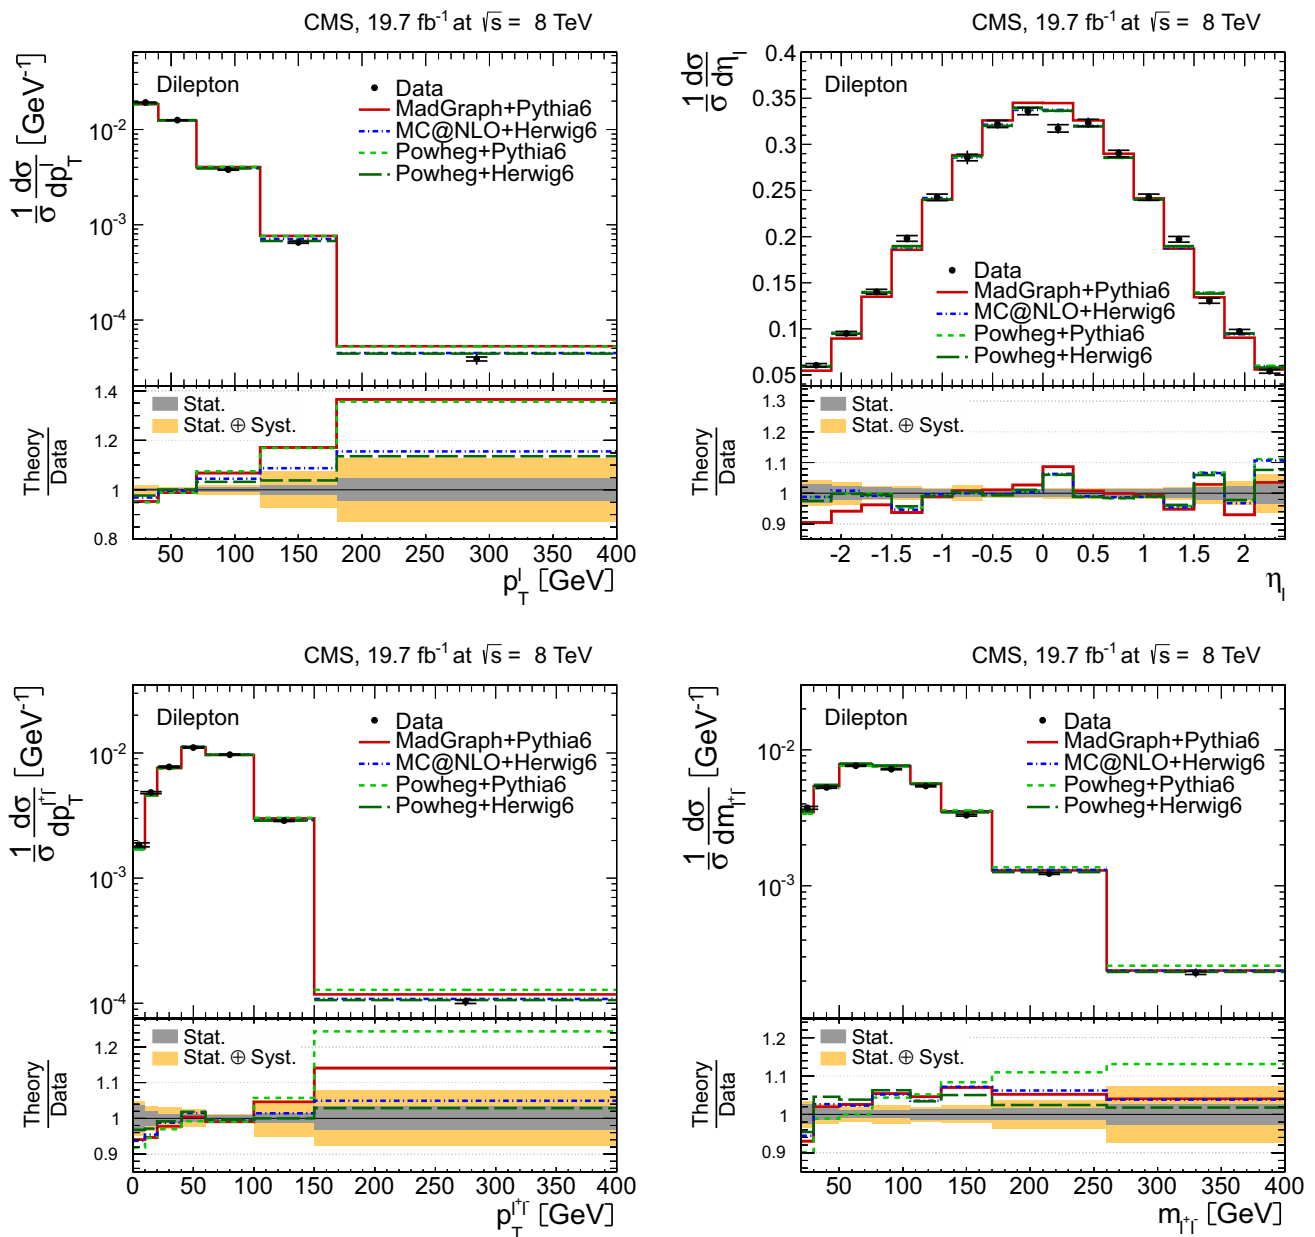 CMS, 19.7 fb⁻¹ at √s = 8 TeV
1/σ dσ/dp_T^l [GeV⁻¹]
Dilepton
Data
MadGraph+Pythia6
MC@NLO+Herwig6
Powheg+Pythia6
Powheg+Herwig6
10⁻²
10⁻³
10⁻⁴
Theory/Data
Stat.
Stat. ⊕ Syst.
1.4
1.2
1
0.8
50 100 150 200 250 300 350 400
p_T^l [GeV]
CMS, 19.7 fb⁻¹ at √s = 8 TeV
1/σ dσ/dη_l
Dilepton
0.4
0.35
0.3
0.25
0.2
0.15
0.1
0.05
Data
MadGraph+Pythia6
MC@NLO+Herwig6
Powheg+Pythia6
Powheg+Herwig6
Theory/Data
Stat.
Stat. ⊕ Syst.
1.3
1.2
1.1
1
0.9
-2 -1.5 -1 -0.5 0 0.5 1 1.5 2
η_l
CMS, 19.7 fb⁻¹ at √s = 8 TeV
1/σ dσ/dp_T^{l⁺l⁻} [GeV⁻¹]
Dilepton
Data
MadGraph+Pythia6
MC@NLO+Herwig6
Powheg+Pythia6
Powheg+Herwig6
10⁻²
10⁻³
10⁻⁴
Theory/Data
Stat.
Stat. ⊕ Syst.
1.2
1.1
1
0.9
0 50 100 150 200 250 300 350 400
p_T^{l⁺l⁻} [GeV]
CMS, 19.7 fb⁻¹ at √s = 8 TeV
1/σ dσ/dm_{l⁺l⁻} [GeV⁻¹]
Dilepton
Data
MadGraph+Pythia6
MC@NLO+Herwig6
Powheg+Pythia6
Powheg+Herwig6
10⁻²
10⁻³
Theory/Data
Stat.
Stat. ⊕ Syst.
1.2
1.1
1
0.9
50 100 150 200 250 300 350 400
m_{l⁺l⁻} [GeV]